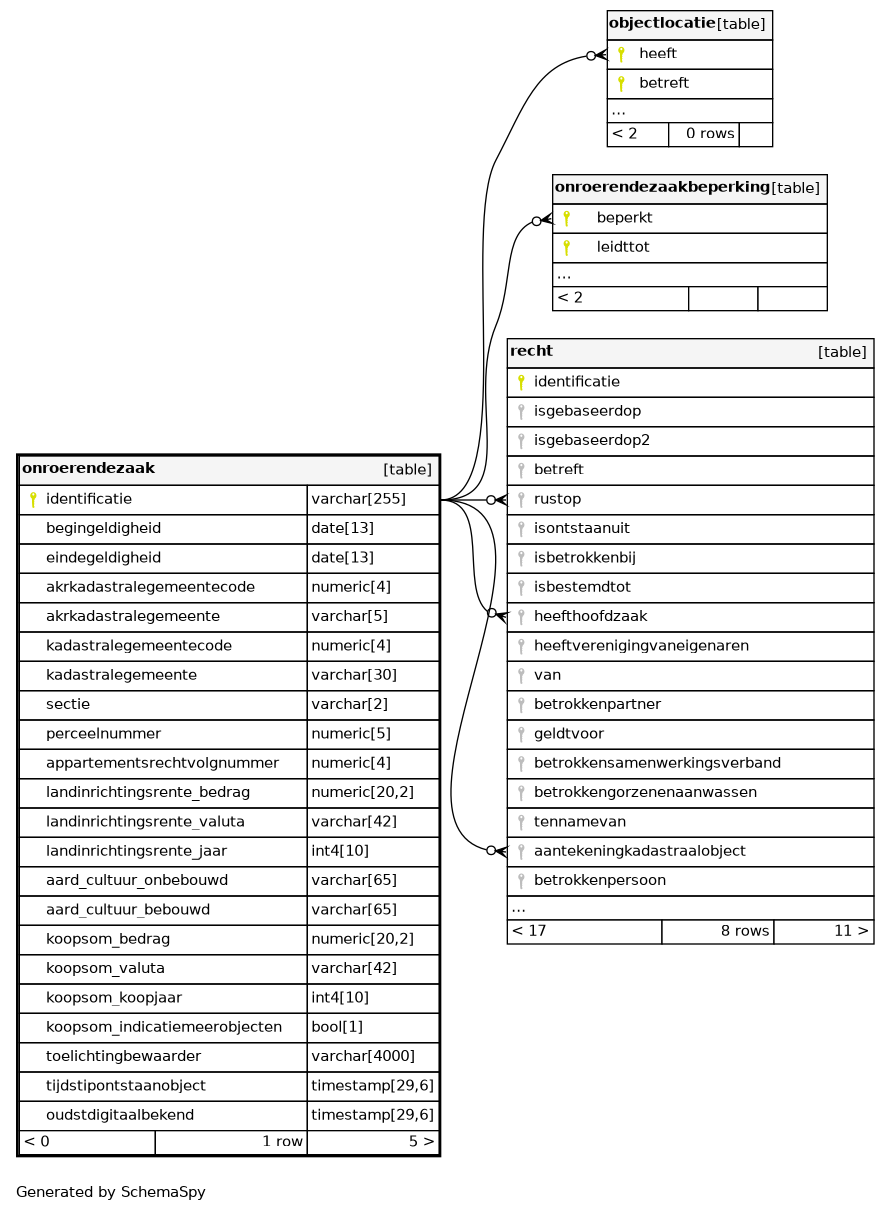 objectlocatie [table]
heeft
betreft
...
< 2 0 rows
onroerendezaakbeperking [table]
beperkt
leidttot
...
< 2
recht [table]
identificatie
isgebaseerdop
isgebaseerdop2
betreft
rustop
isontstaanuit
isbetrokkenbij
isbestemdtot
heefthoofdzaak
heeftverenigingvaneigenaren
van
betrokkenpartner
geldtvoor
betrokkensamenwerkingsverband
betrokkengorzenenaanwassen
tennamevan
aantekeningkadastraalobject
betrokkenpersoon
...
< 17 8 rows 11 >
onroerendezaak [table]
identificatie varchar[255]
begingeldigheid date[13]
eindegeldigheid date[13]
akrkadastralegemeentecode numeric[4]
akrkadastralegemeente varchar[5]
kadastralegemeentecode numeric[4]
kadastralegemeente varchar[30]
sectie varchar[2]
perceelnummer numeric[5]
appartementsrechtvolgnummer numeric[4]
landinrichtingsrente_bedrag numeric[20,2]
landinrichtingsrente_valuta varchar[42]
landinrichtingsrente_jaar int4[10]
aard_cultuur_onbebouwd varchar[65]
aard_cultuur_bebouwd varchar[65]
koopsom_bedrag numeric[20,2]
koopsom_valuta varchar[42]
koopsom_koopjaar int4[10]
koopsom_indicatiemeerobjecten bool[1]
toelichtingbewaarder varchar[4000]
tijdstipontstaanobject timestamp[29,6]
oudstdigitaalbekend timestamp[29,6]
< 0 1 row 5 >
Generated by SchemaSpy